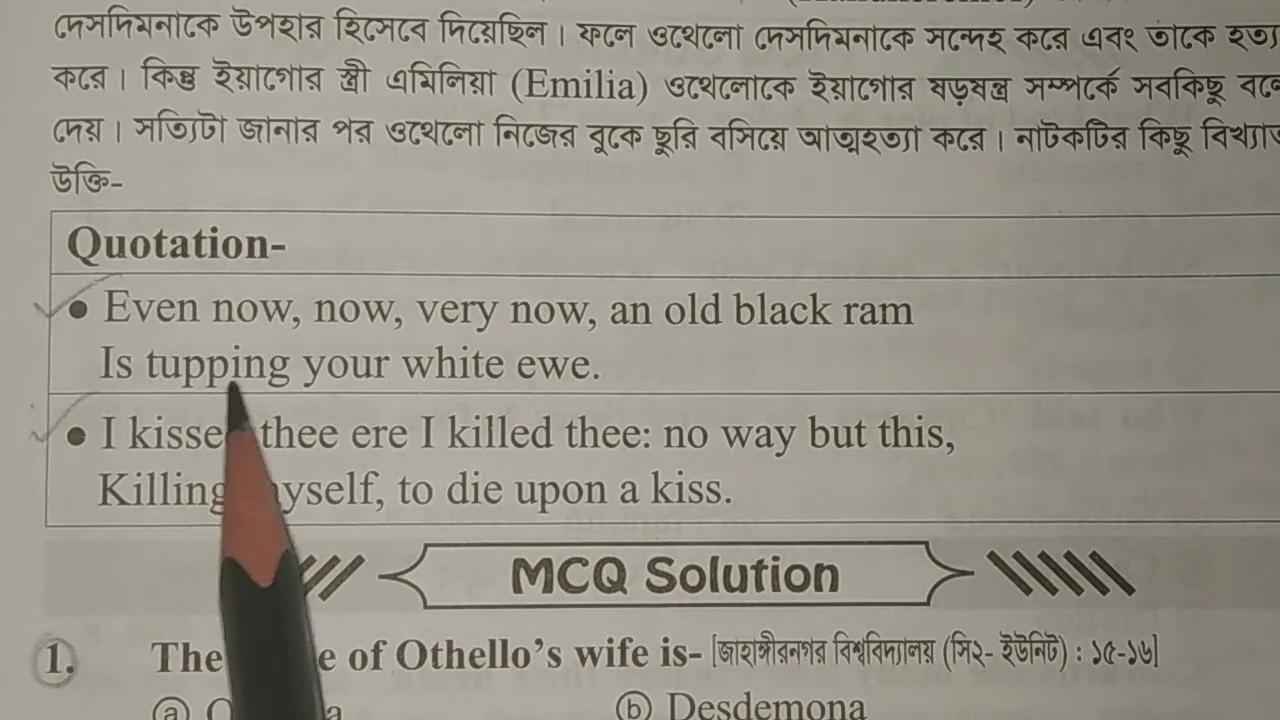 দেসদিমনাকে উপহার হিসেবে দিয়েছিল। ফলে ওথেলো দেসদিমনাকে সন্দেহ করে এবং তাকে হত্য
করে। কিন্তু ইয়াগোর স্ত্রী এমিলিয়া (Emilia) ওথেলোকে ইয়াগোর ষড়যন্ত্র সম্পর্কে সবকিছু বলে
দেয়। সত্যিটা জানার পর ওথেলো নিজের বুকে ছুরি বসিয়ে আত্মহত্যা করে। নাটকটির কিছু বিখ্যাত
উক্তি-
Quotation-
• Even now, now, very now, an old black ram
Is tupping your white ewe.
• I kisse thee ere I killed thee: no way but this,
Killing yself, to die upon a kiss.
MCQ Solution
1. The e of Othello's wife is- [জাহাঙ্গীরনগর বিশ্ববিদ্যালয় (সি২- ইউনিট) : ১৫-১৬]
ⓐ O a ⓑ Desdemona